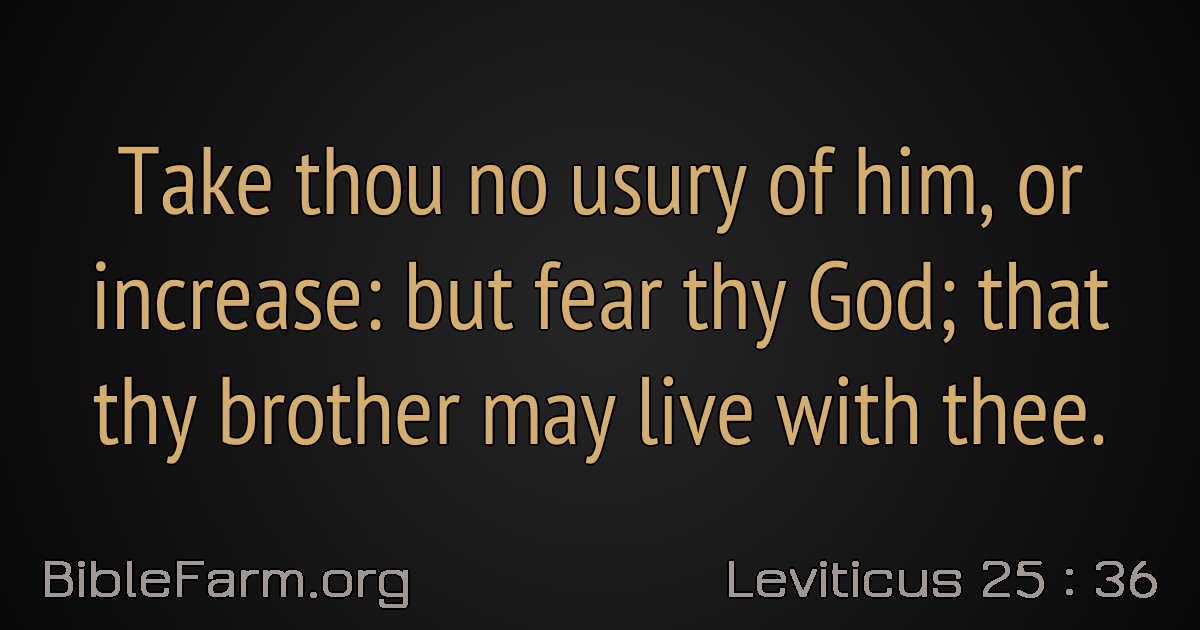 Take thou no usury of him, or
increase: but fear thy God; that
thy brother may live with thee.
BibleFarm.org
Leviticus 25 : 36